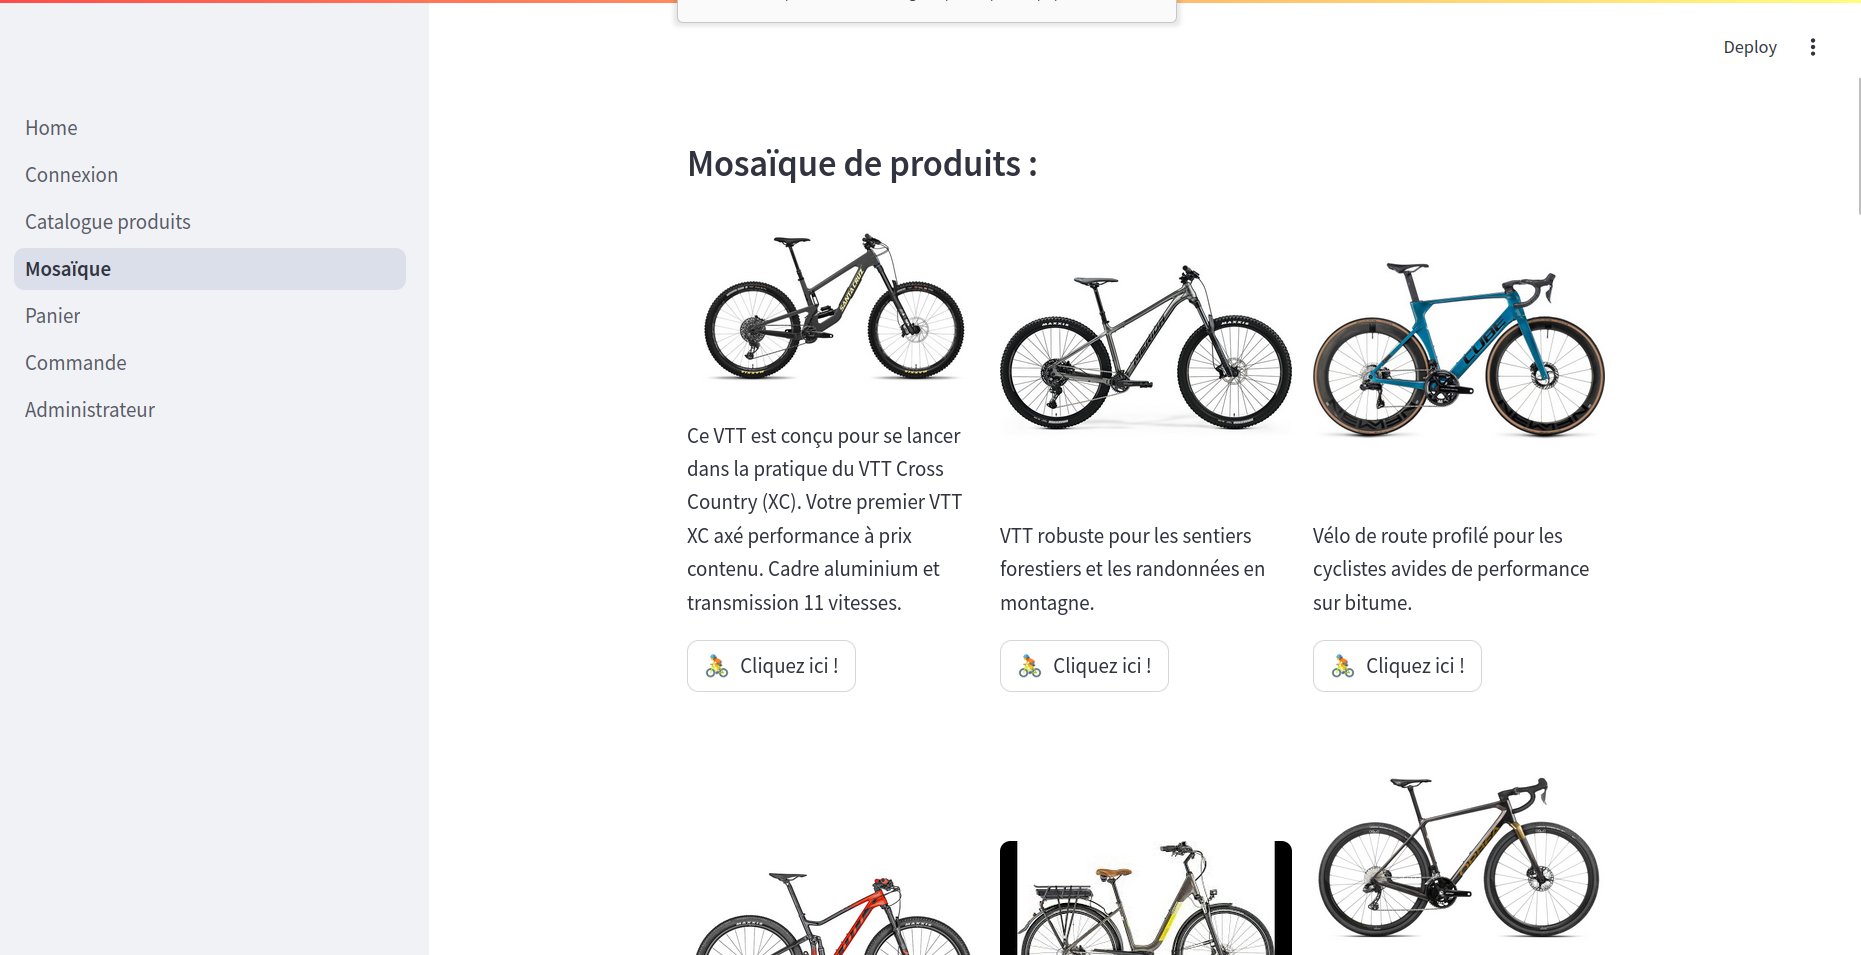 Deploy
Home
Connexion
Catalogue produits
Mosaïque
Panier
Commande
Administrateur
Mosaïque de produits :
SANTA CRUZ
CUBE
Ce VTT est conçu pour se lancer
dans la pratique du VTT Cross
Country (XC). Votre premier VTT
XC axé performance à prix
contenu. Cadre aluminium et
transmission 11 vitesses.
VTT robuste pour les sentiers
forestiers et les randonnées en
montagne.
Vélo de route profilé pour les
cyclistes avides de performance
sur bitume.
Cliquez ici !
Cliquez ici !
Cliquez ici !